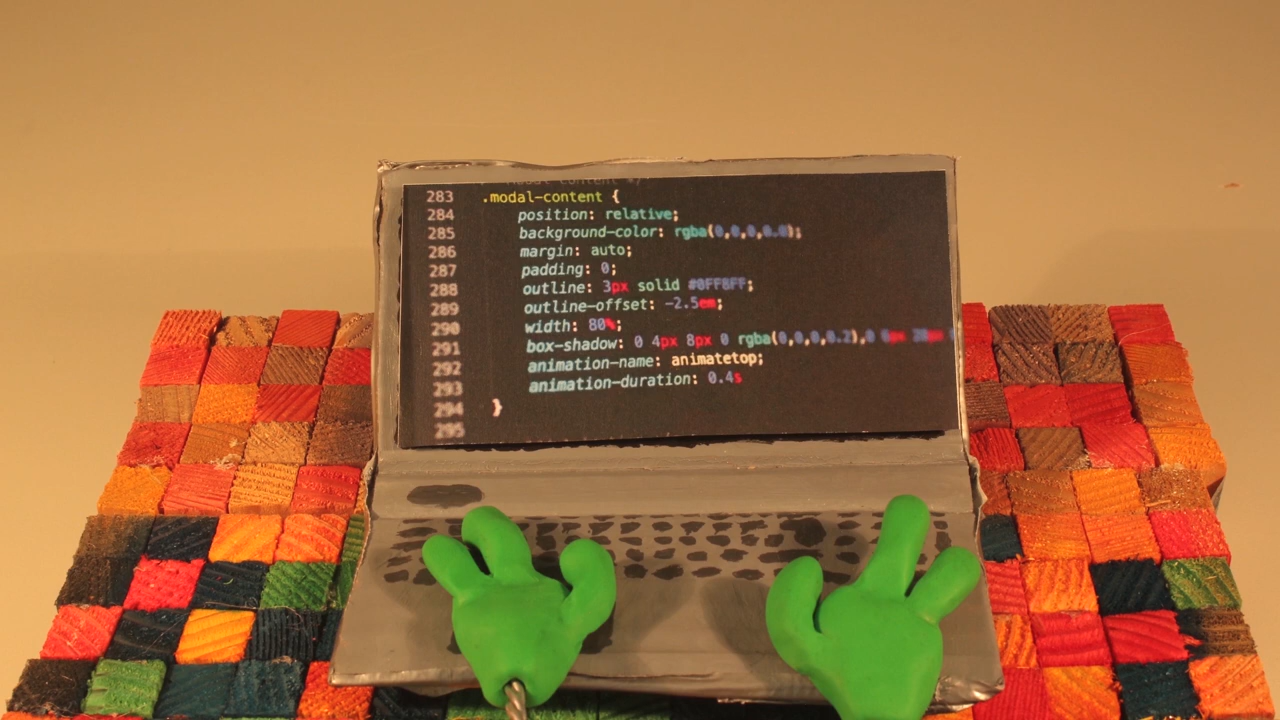 283 .modal-content {
284 position: relative;
285 background-color: rgba(0,0,0,0.0);
286 margin: auto;
287 padding: 0;
288 outline: 3px solid #0FF8FF;
289 outline-offset: -2.5em;
290 width: 80%;
291 box-shadow: 0 4px 8px 0 rgba(0,0,0,0.2),0
292 animation-name: animatetop;
293 animation-duration: 0.4s
294 }
295